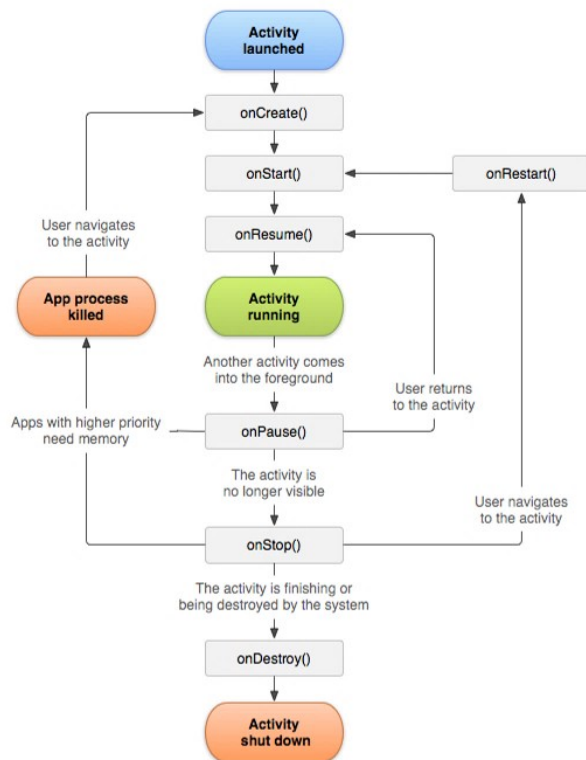 Activity
launched
onCreate()
onStart()
onRestart()
User navigates
to the activity
onResume()
App process
killed
Activity
running
Another activity comes
into the foreground
User returns
to the activity
Apps with higher priority
need memory
onPause()
The activity is
no longer visible
User navigates
to the activity
onStop()
The activity is finishing or
being destroyed by the system
onDestroy()
Activity
shut down